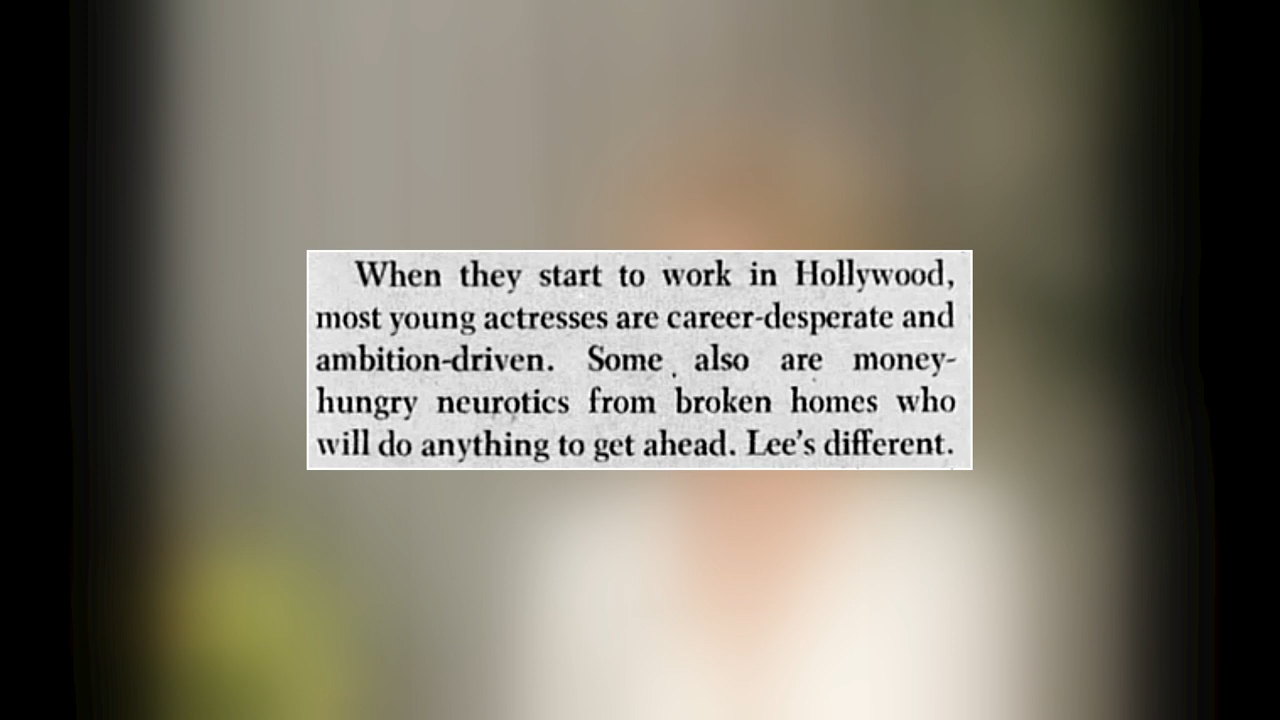 When they start to work in Hollywood,
most young actresses are career-desperate and
ambition-driven. Some also are money-
hungry neurotics from broken homes who
will do anything to get ahead. Lee's different.